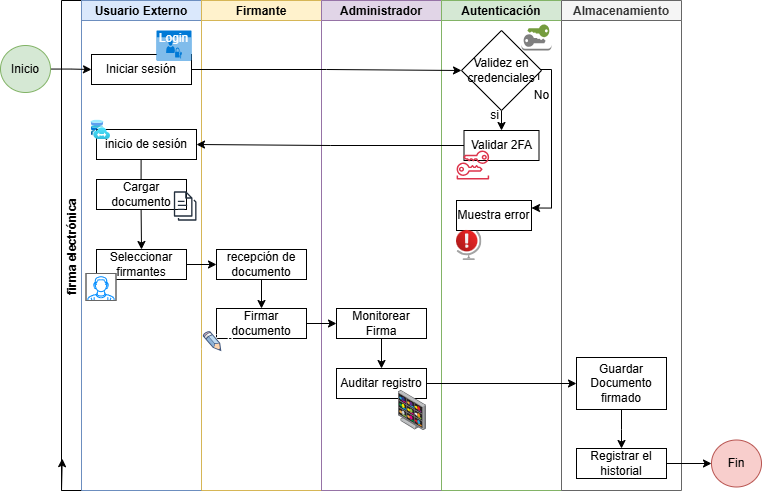 Usuario Externo
Firmante
Administrador
Autenticación
Almacenamiento
Inicio
Login
Iniciar sesión
Validez en
credenciales
No
si
inicio de sesión
Validar 2FA
Cargar
documento
Muestra error
firma electrónica
Seleccionar
firmantes
recepción de
documento
Firmar
documento
Monitorear
Firma
Auditar registro
Guardar
Documento
firmado
Registrar el
historial
Fin